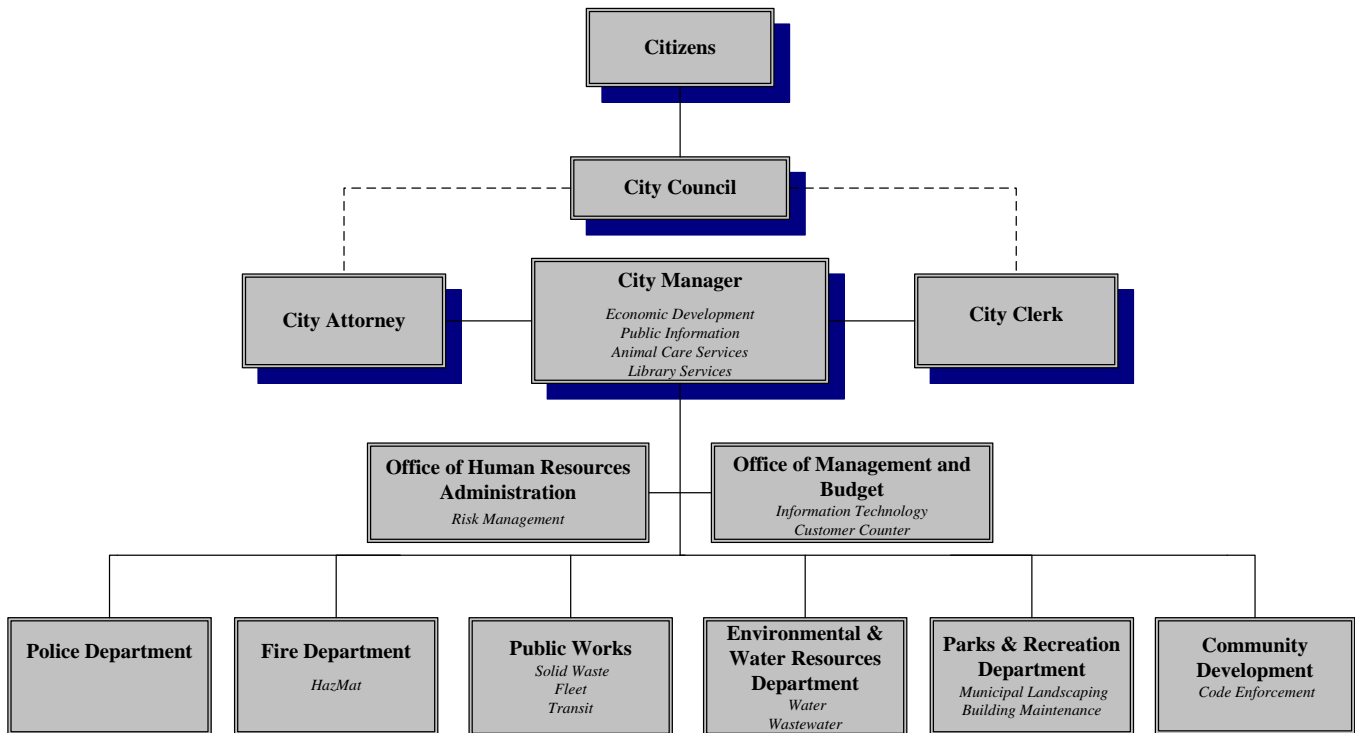 Citizens
City Council
City Attorney
City Manager
Economic Development
Public Information
Animal Care Services
Library Services
City Clerk
Office of Human Resources
Administration
Risk Management
Office of Management and
Budget
Information Technology
Customer Counter
Police Department
Fire Department
HazMat
Public Works
Solid Waste
Fleet
Transit
Environmental &
Water Resources
Department
Water
Wastewater
Parks & Recreation
Department
Municipal Landscaping
Building Maintenance
Community
Development
Code Enforcement